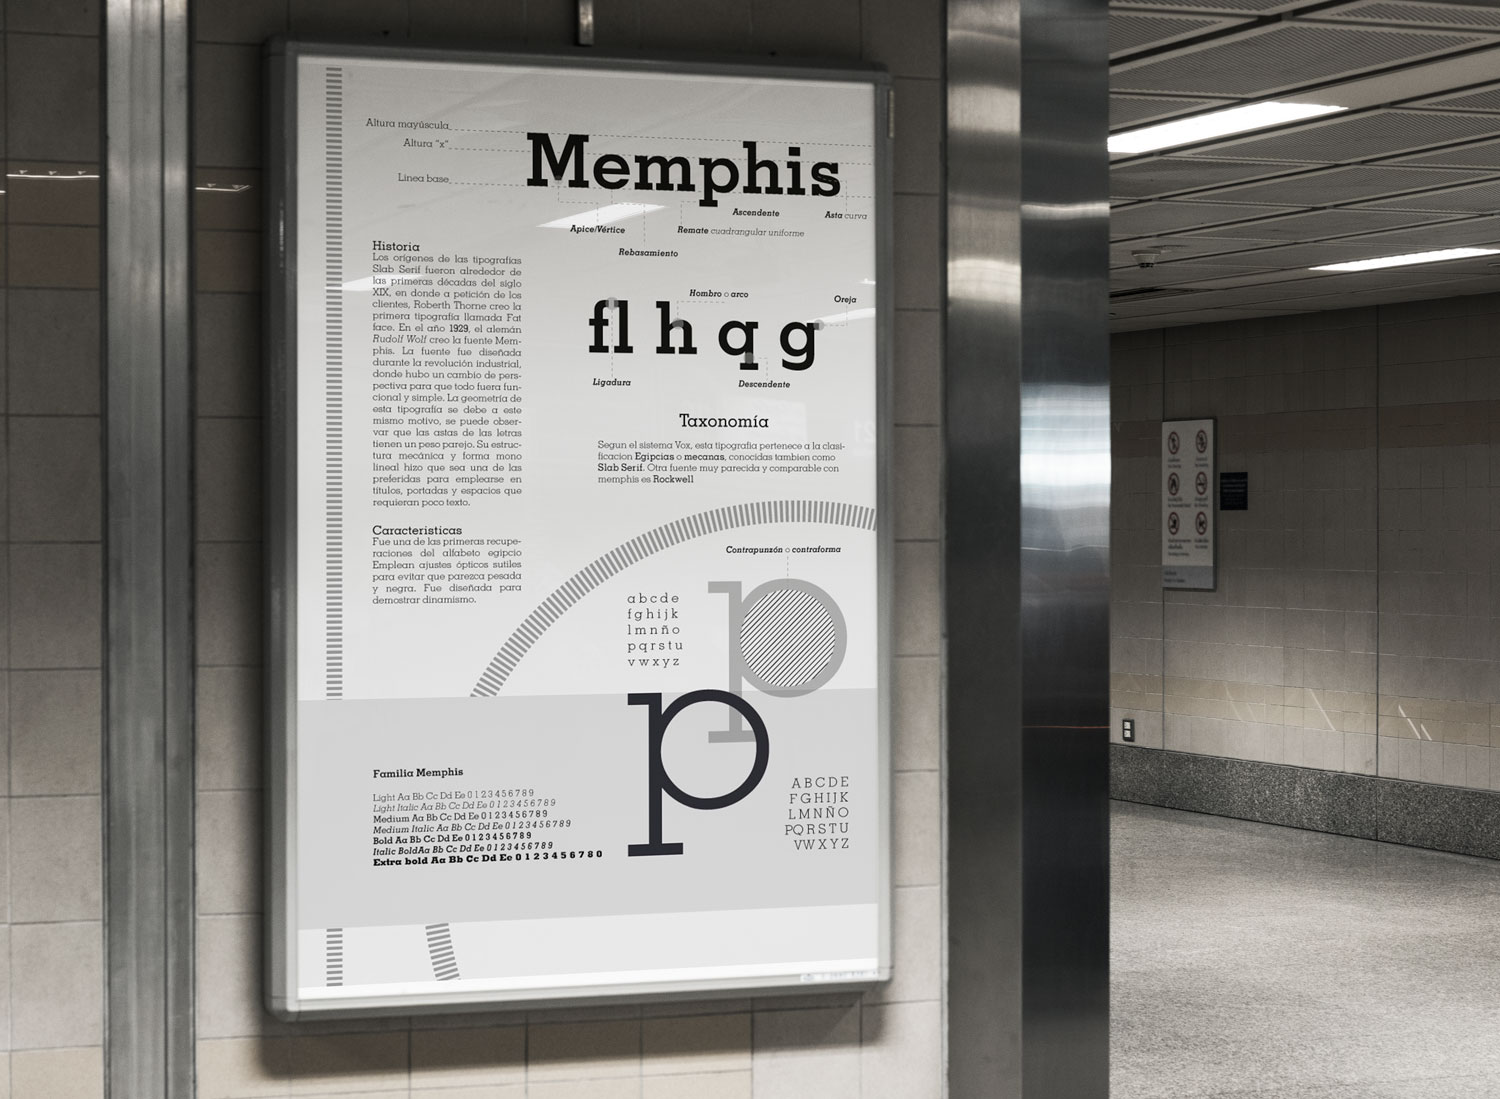 Altura mayúscula
Altura "x"
Linea base
Memphis
Ascendente
Asta curva
Apice/Vértice
Remate cuadrangular uniforme
Rebasamiento
Historia
Los orígenes de las tipografias
Slab Serif fueron alrededor de
las primeras décadas del siglo
XIX, en donde a petición de los
clientes, Roberth Thorne creo la
primera tipografia llamada Fat
face. En el año 1929, el alemán
Rudolf Wolf creo la fuente Mem-
phis. La fuente fue diseñada
durante la revolución industrial,
donde hubo un cambio de pers-
pectiva para que todo fuera fun-
cional y simple. La geometría de
esta tipografía se debe a este
mismo motivo, se puede obser-
var que las astas de las letras
tienen un peso parejo. Su estruc-
tura mecánica y forma mono
lineal hizo que sea una de las
preferidas para emplearse en
títulos, portadas y espacios que
requieran poco texto.
Caracteristicas
Fue una de las primeras recupe-
raciones del alfabeto egipcio
Emplean ajustes ópticos sutiles
para evitar que parezca pesada
y negra. Fue diseñada para
demostrar dinamismo.
Hombro o arco
Oreja
fl h q g
Ligadura
Descendente
Taxonomía
Segun el sistema Vox, esta tipografia pertenece a la clasi-
ficacion Egipcias o mecanas, conocidas tambien como
Slab Serif. Otra fuente muy parecida y comparable con
memphis es Rockwell
Contrapunzón o contraforma
p
a b c d e
f g h i j k
l m n ñ o
p q r s t u
v w x y z
p
Familia Memphis
Light Aa Bb Cc Dd Ee 0 1 2 3 4 5 6 7 8 9
Light Italic Aa Bb Cc Dd Ee 0 1 2 3 4 5 6 7 8 9
Medium Aa Bb Cc Dd Ee 0 1 2 3 4 5 6 7 8 9
Medium Italic Aa Bb Cc Dd Ee 0 1 2 3 4 5 6 7 8 9
Bold Aa Bb Cc Dd Ee 0 1 2 3 4 5 6 7 8 9
Italic BoldAa Bb Cc Dd Ee 0 1 2 3 4 5 6 7 8 9
Extra bold Aa Bb Cc Dd Ee 0 1 2 3 4 5 6 7 8 0
A B C D E
F G H I J K
L M N Ñ O
P Q R S T U
V W X Y Z